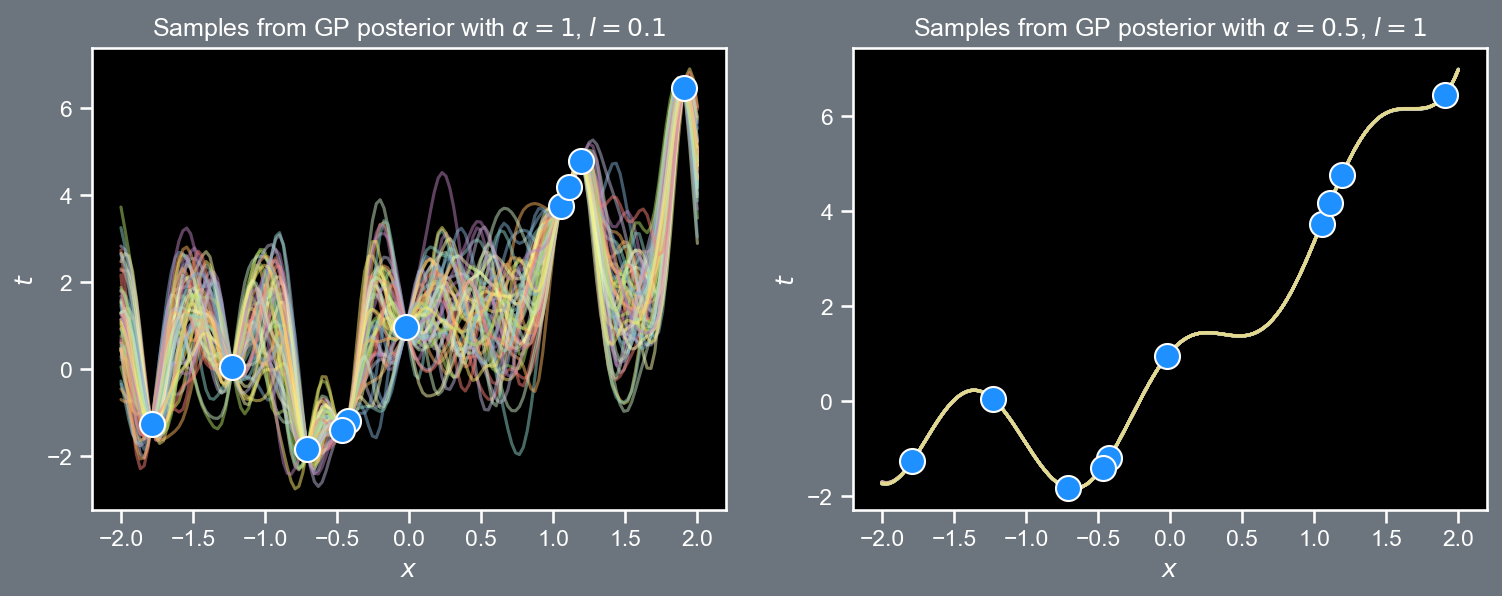 Samples from GP posterior with α = 1, l = 0.1
6
4
2
0
−2
t
−2.0 −1.5 −1.0 −0.5 0.0 0.5 1.0 1.5 2.0
x
Samples from GP posterior with α = 0.5, l = 1
6
4
2
0
−2
t
−2.0 −1.5 −1.0 −0.5 0.0 0.5 1.0 1.5 2.0
x